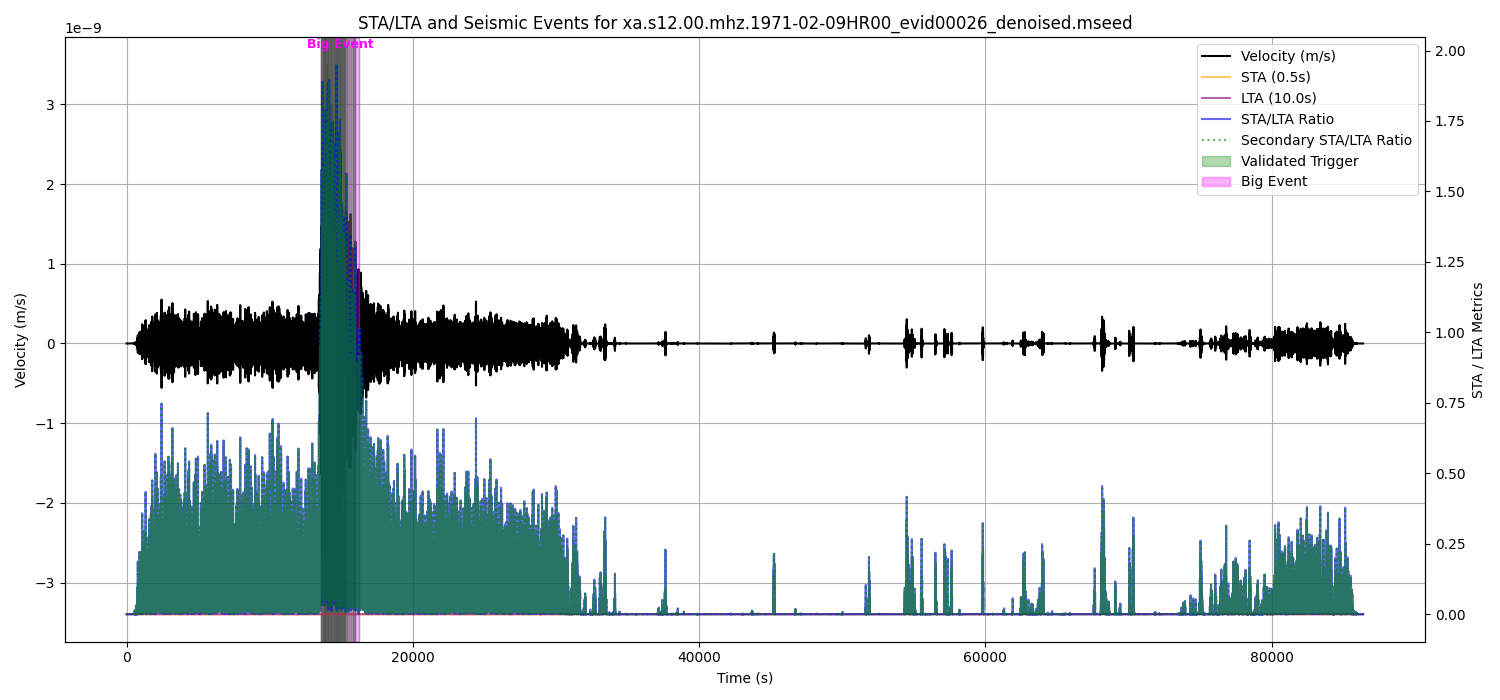 STA/LTA and Seismic Events for xa.s12.00.mhz.1971-02-09HR00_evid00026_denoised.mseed
1e−9
Big Event
Velocity (m/s)
STA (0.5s)
LTA (10.0s)
STA/LTA Ratio
Secondary STA/LTA Ratio
Validated Trigger
Big Event
3
2
1
0
−1
−2
−3
Velocity (m/s)
2.00
1.75
1.50
1.25
1.00
0.75
0.50
0.25
0.00
STA / LTA Metrics
0 20000 40000 60000 80000
Time (s)